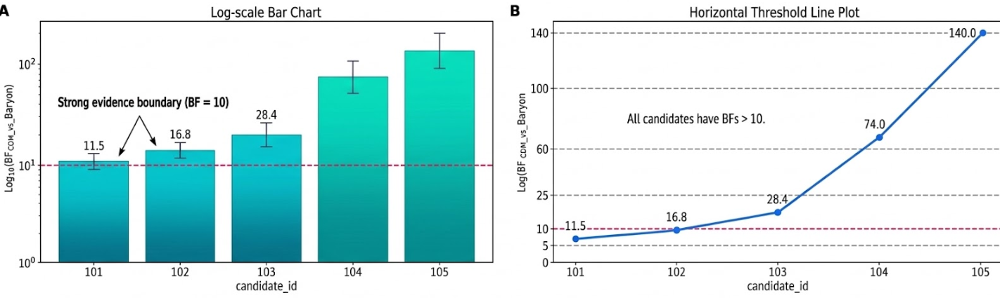 A
Log-scale Bar Chart
Log₃₁₀(BF COM_vs_Baryon)
10²
10¹
10⁰
Strong evidence boundary (BF = 10)
11.5
16.8
28.4
101
102
103
104
105
candidate_id
B
Horizontal Threshold Line Plot
Log(BF CDM_vs_Baryon
140
100
60
25
10
5
0
All candidates have BFs > 10.
11.5
16.8
28.4
74.0
140.0
101
102
103
104
105
candidate_id